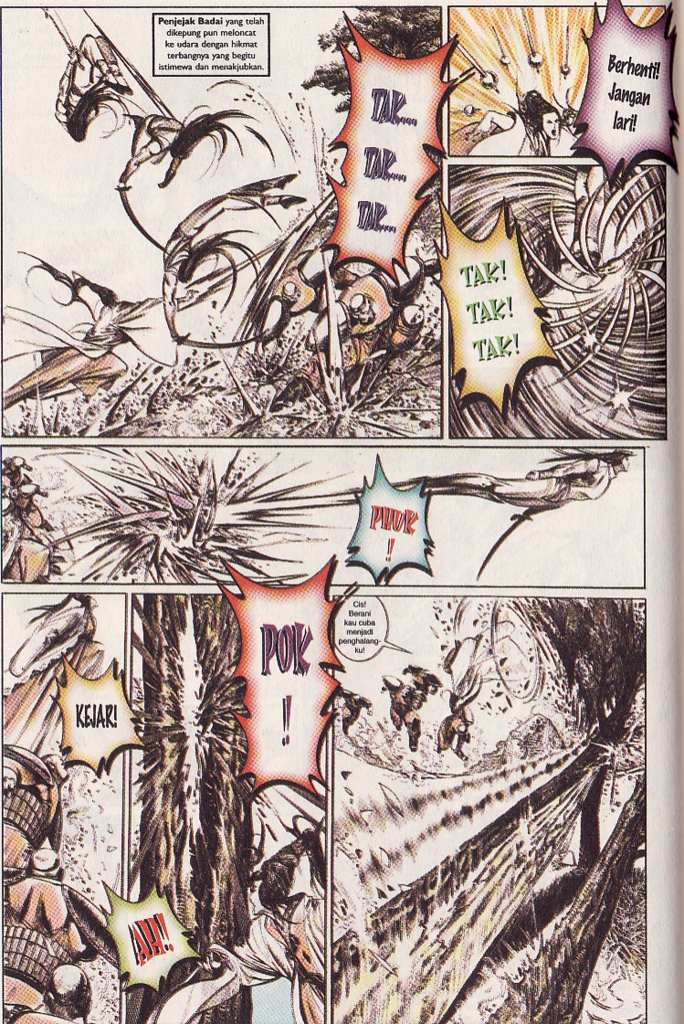 Penjejak Badai yang telah
dikepung pun meloncat
ke udara dengan hikmat
terbangnya yang begitu
istimewa dan menakjubkan.
TAK...
TAK...
TAK...
Berhenti!
Jangan
lari!
TAK!
TAK!
TAK!
PHUK
!
KEJAR!
POK
!
AH!!
Cis!
Berani
kau cuba
menjadi
penghalang-
ku!